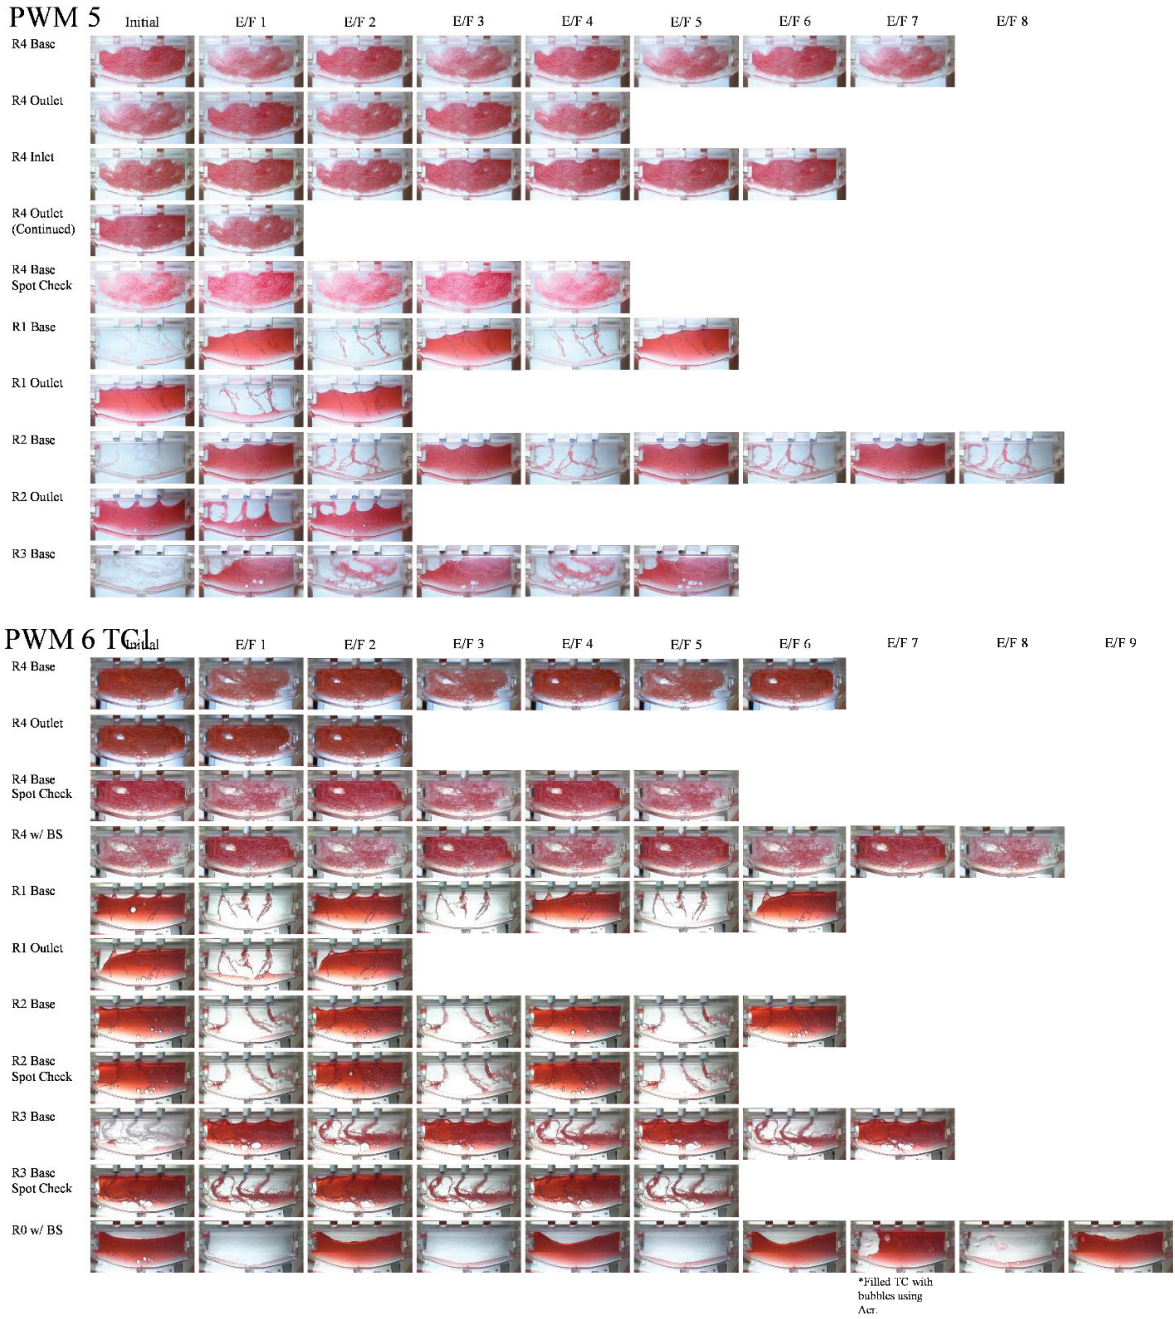 PWM 5
Initial E/F 1 E/F 2 E/F 3 E/F 4 E/F 5 E/F 6 E/F 7 E/F 8
R4 Base
R4 Outlet
R4 Inlet
R4 Outlet
(Continued)
R4 Base
Spot Check
R1 Base
R1 Outlet
R2 Base
R2 Outlet
R3 Base
PWM 6 TC1
Initial E/F 1 E/F 2 E/F 3 E/F 4 E/F 5 E/F 6 E/F 7 E/F 8 E/F 9
R4 Base
R4 Outlet
R4 Base
Spot Check
R4 w/ BS
R1 Base
R1 Outlet
R2 Base
R2 Base
Spot Check
R3 Base
R3 Base
Spot Check
R0 w/ BS
*Filled TC with
bubbles using
Aer.